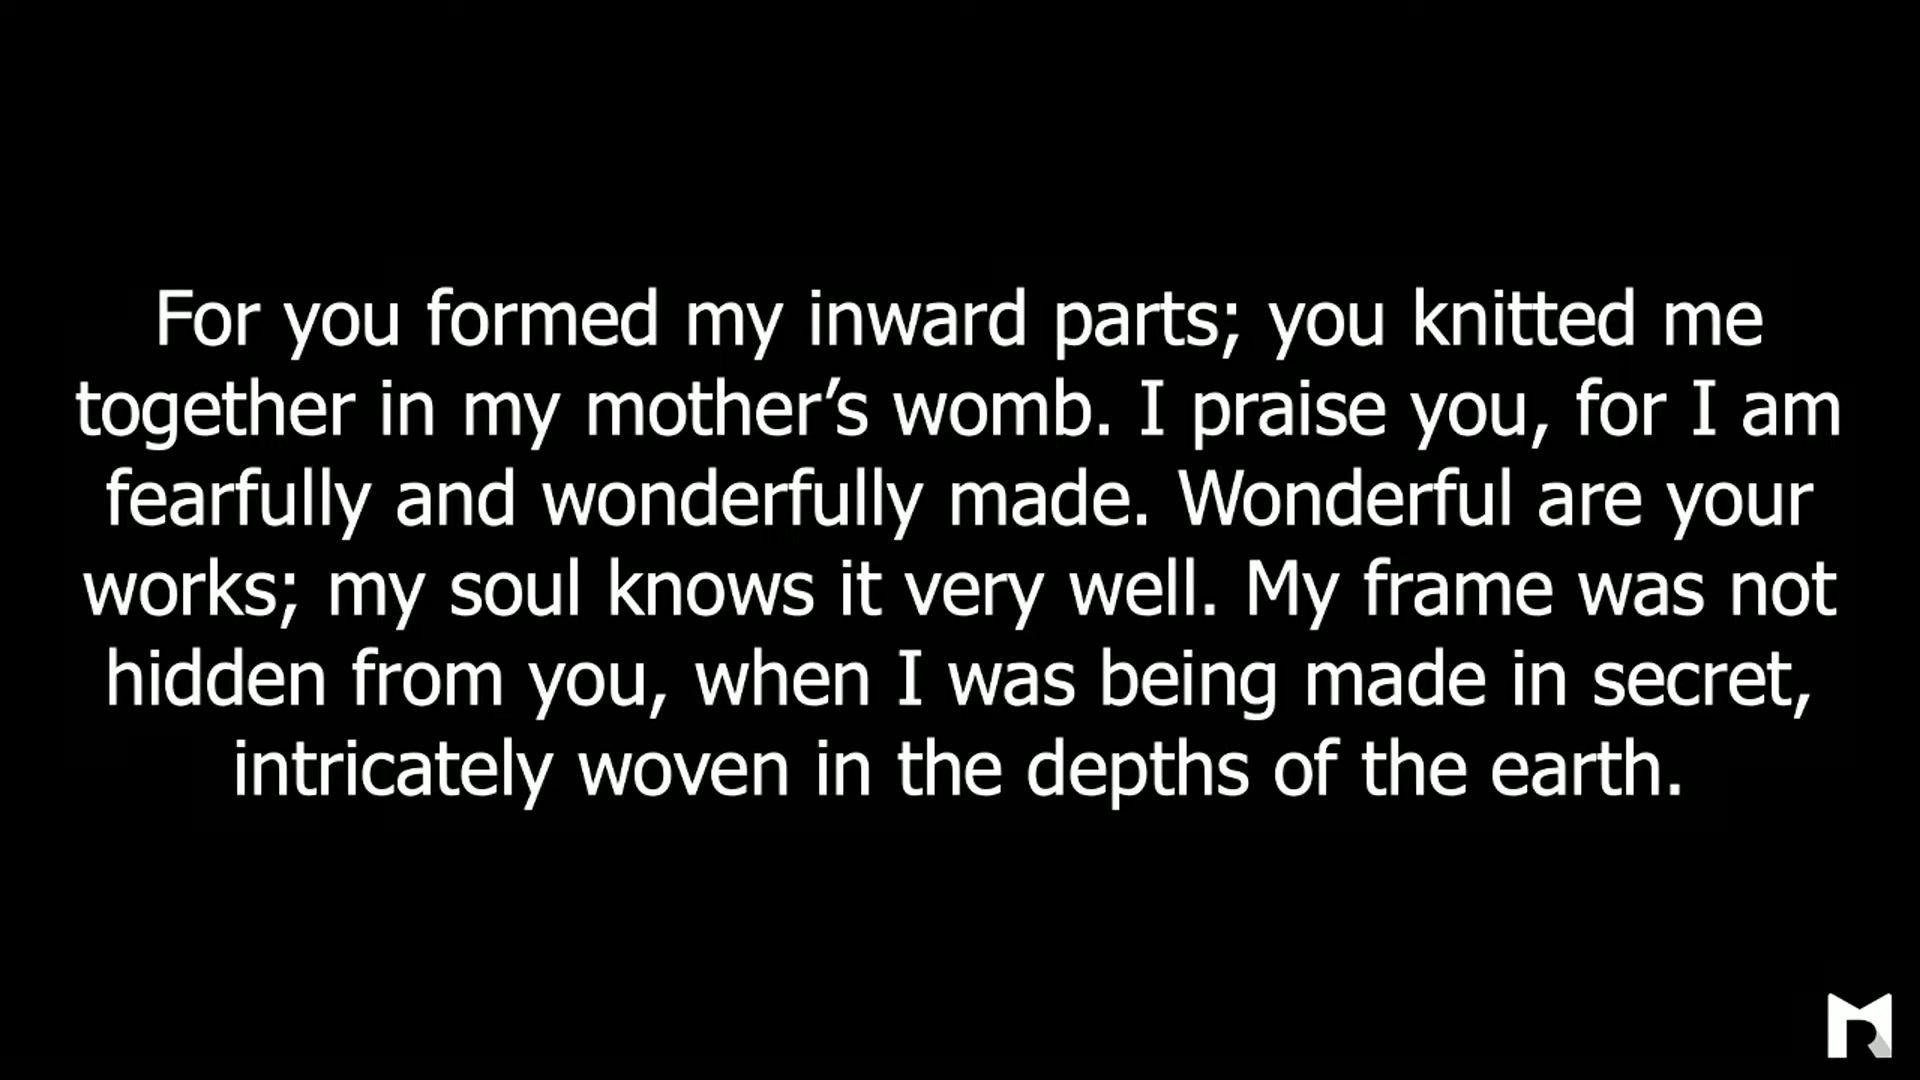 For you formed my inward parts; you knitted me
together in my mother’s womb. I praise you, for I am
fearfully and wonderfully made. Wonderful are your
works; my soul knows it very well. My frame was not
hidden from you, when I was being made in secret,
intricately woven in the depths of the earth.